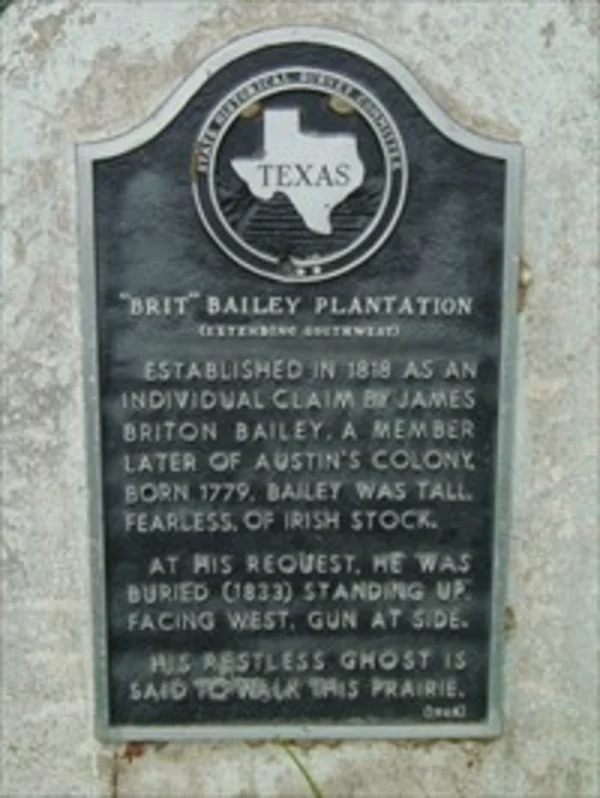 STATE HISTORICAL SURVEY COMMITTEE
TEXAS
"BRIT" BAILEY PLANTATION
(EXTENDING SOUTHWEST)
ESTABLISHED IN 1818 AS AN
INDIVIDUAL CLAIM BY JAMES
BRITON BAILEY, A MEMBER
LATER OF AUSTIN'S COLONY.
BORN 1779, BAILEY WAS TALL,
FEARLESS, OF IRISH STOCK.
AT HIS REQUEST, HE WAS
BURIED (1833) STANDING UP,
FACING WEST, GUN AT SIDE.
HIS RESTLESS GHOST IS
SAID TO WALK THIS PRAIRIE.